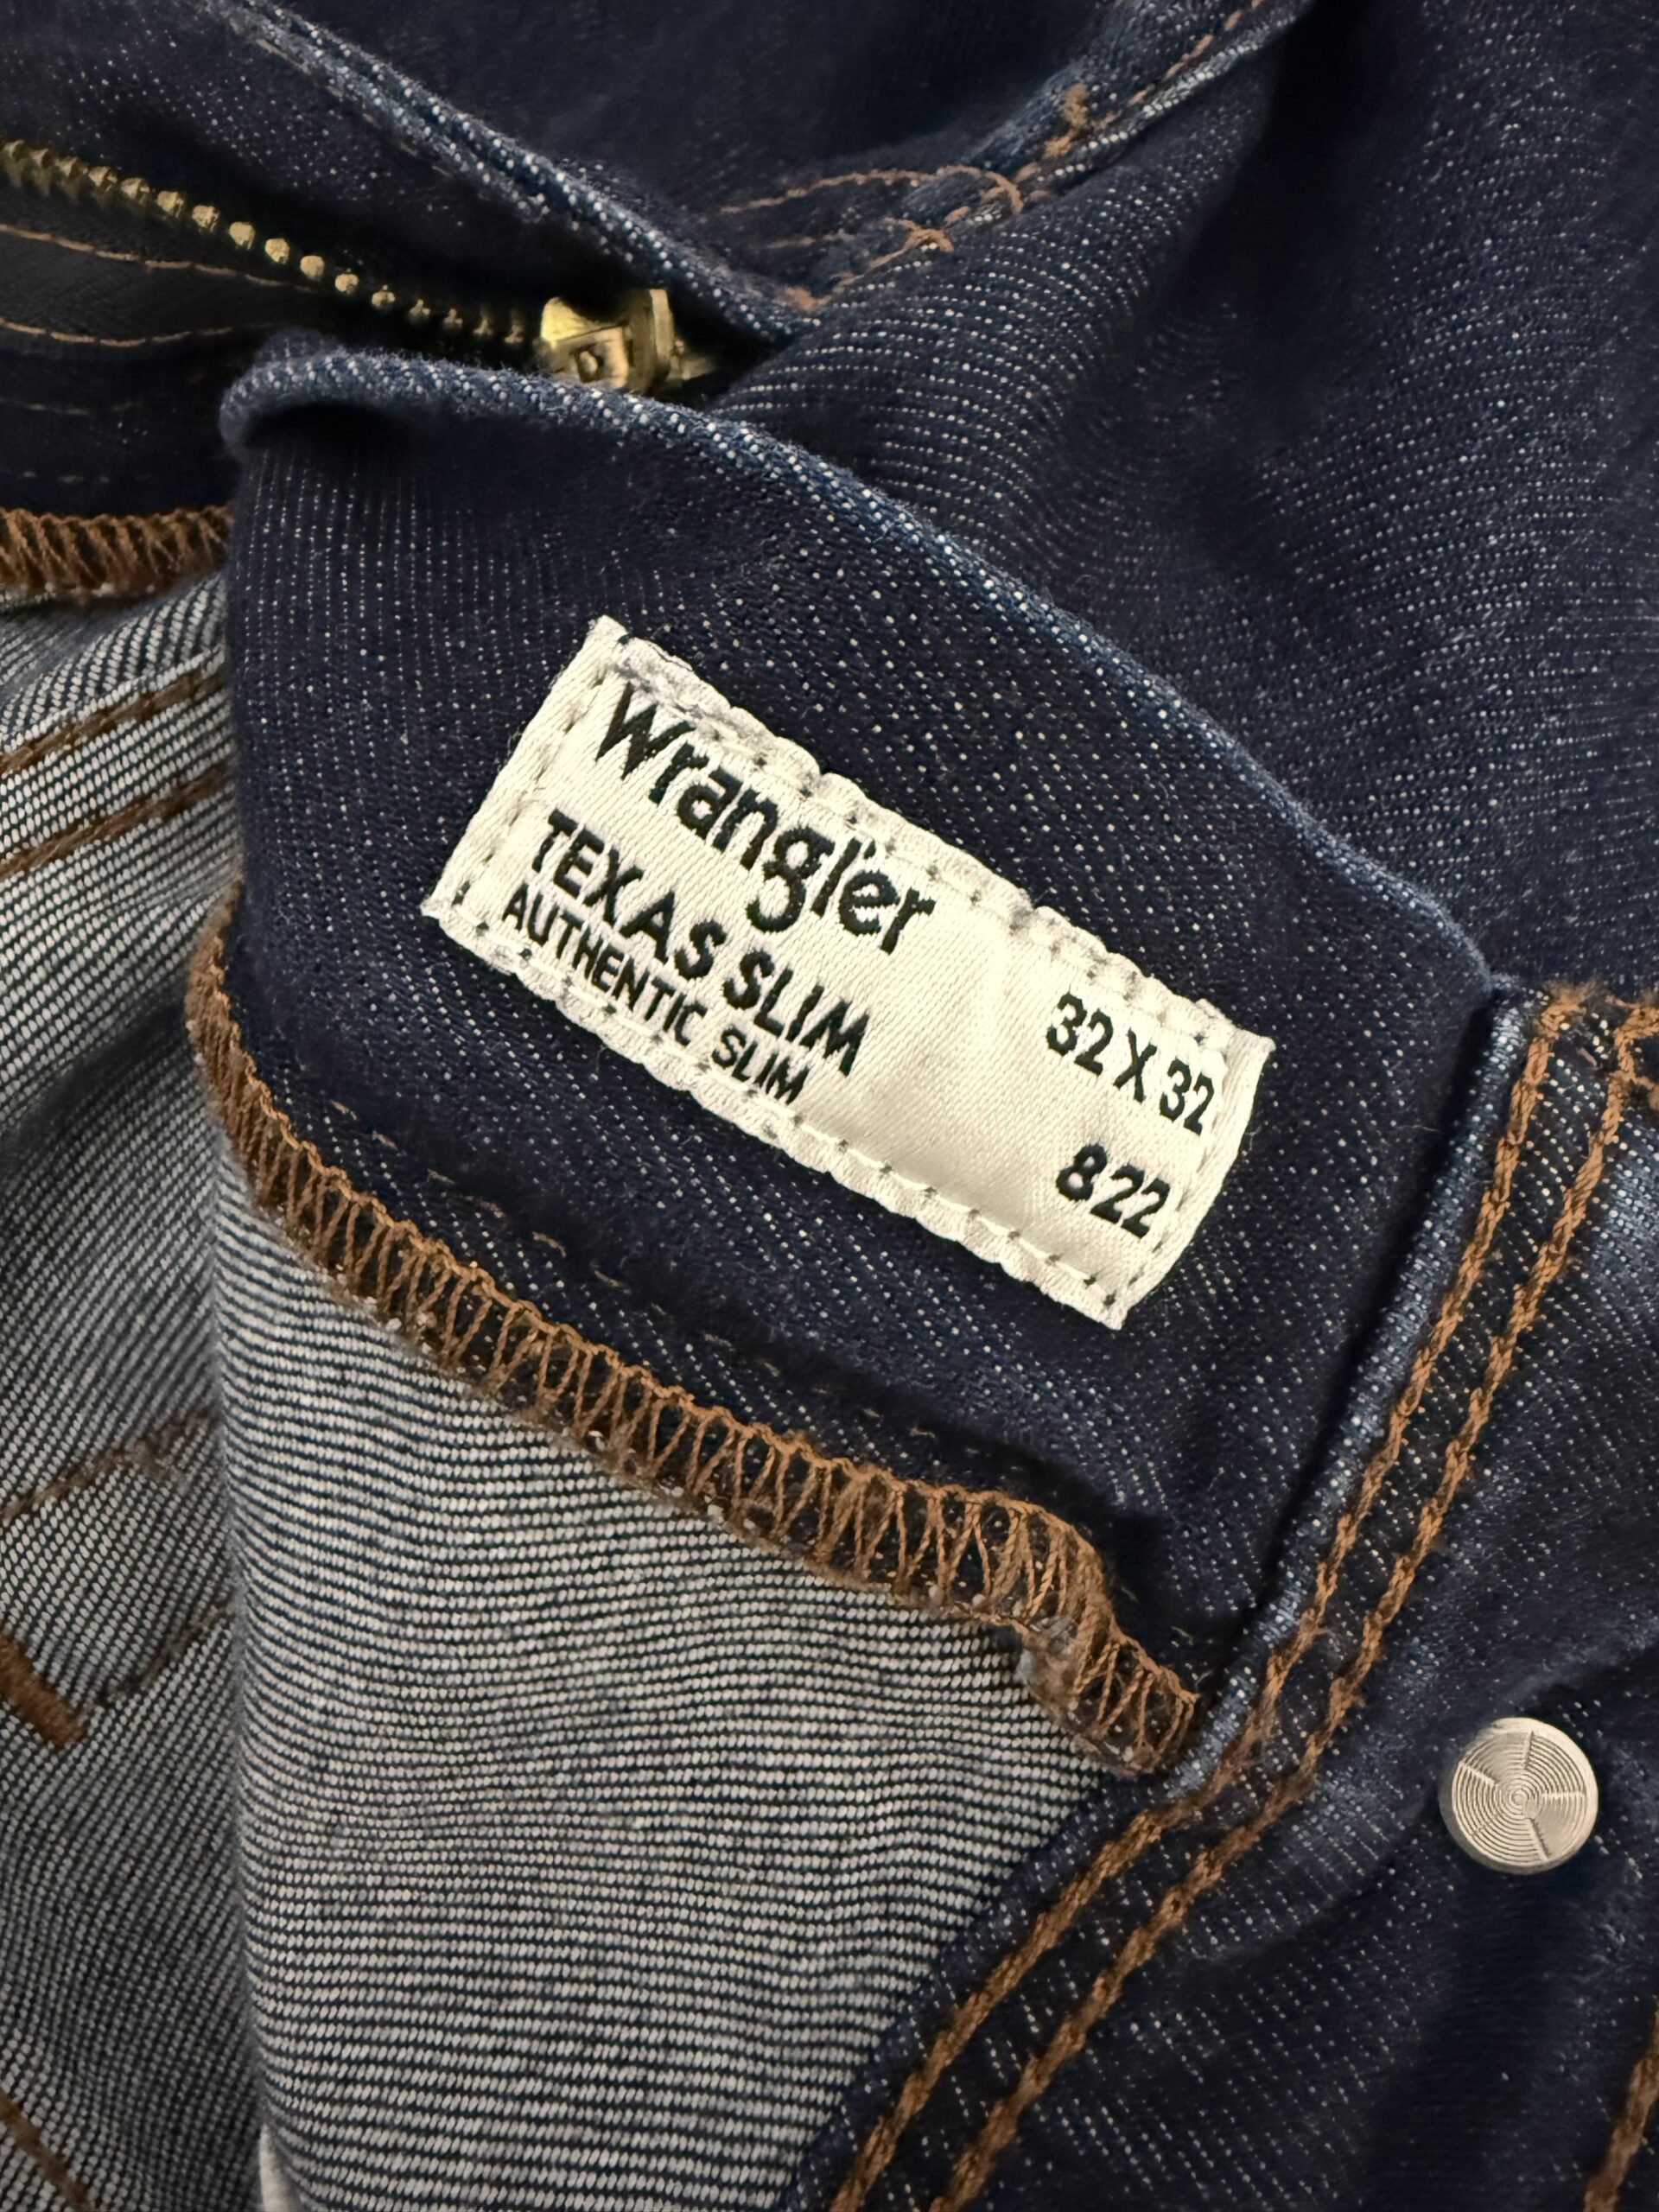 Wrangler
TEXAS SLIM
AUTHENTIC SLIM
32 X 32
822